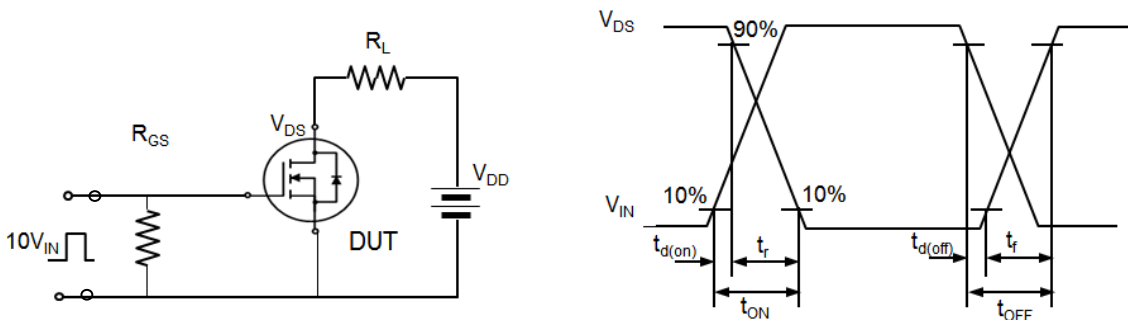 R_L
R_GS
V_DS
V_DD
10V_IN
DUT
V_DS
90%
V_IN
10%
10%
t_d(on)
t_r
t_d(off)
t_f
t_ON
t_OFF